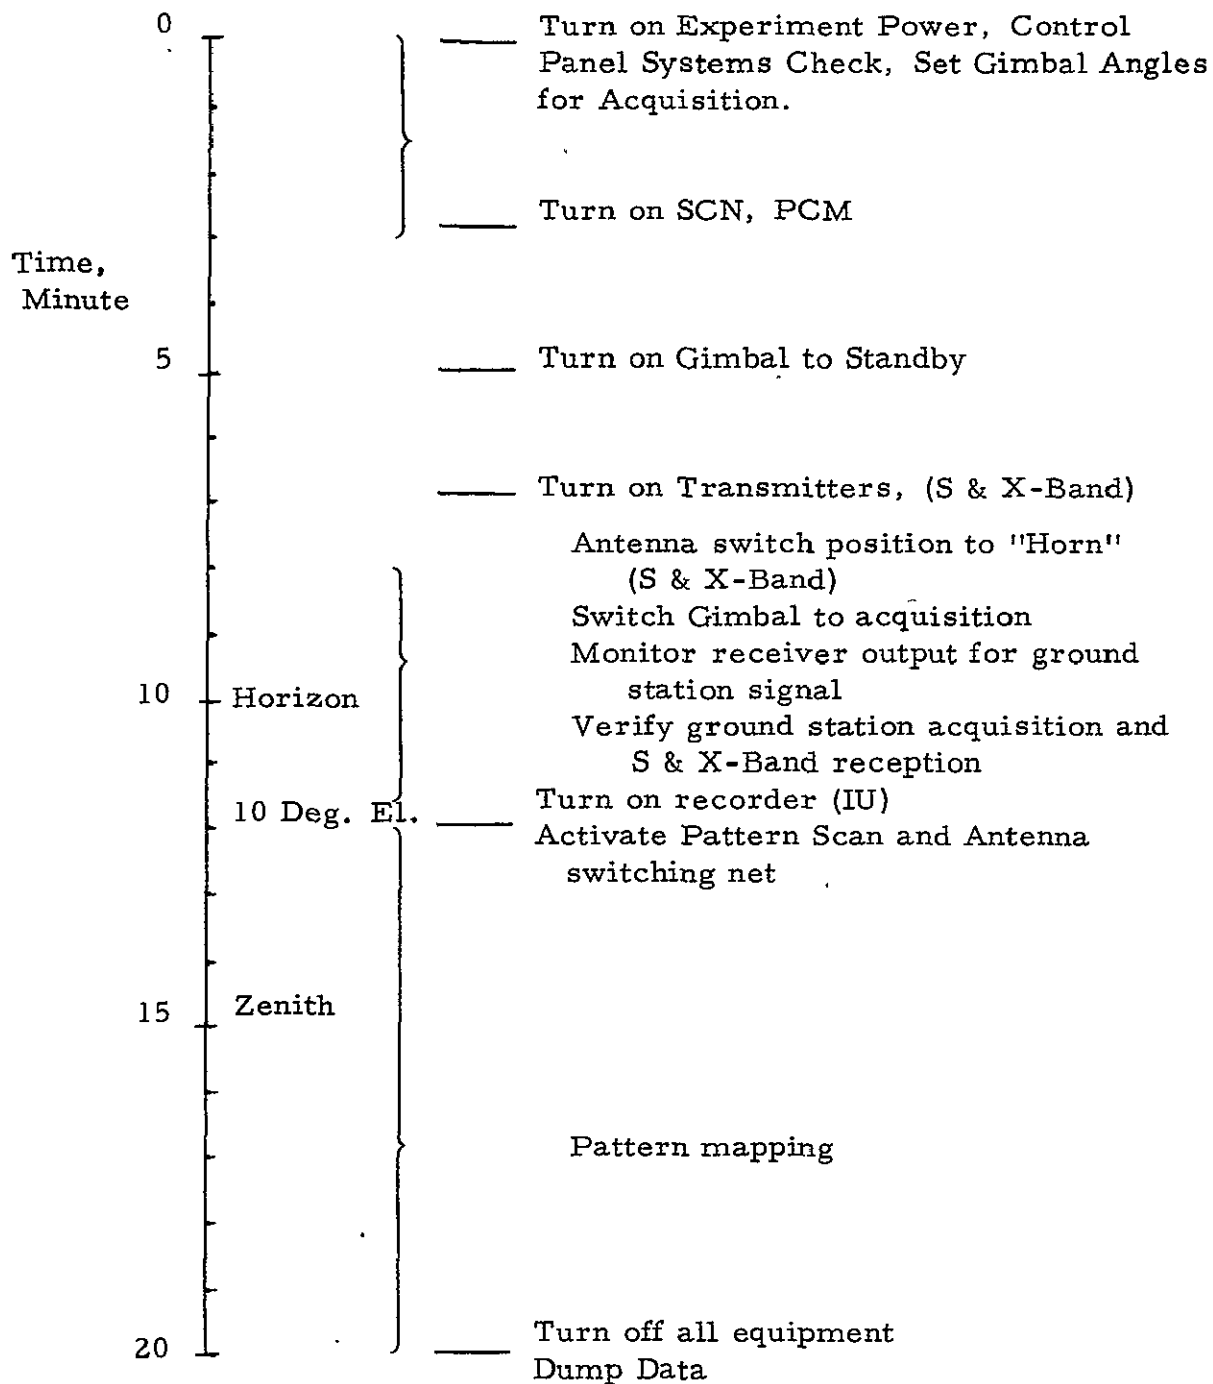 0
Turn on Experiment Power, Control
Panel Systems Check, Set Gimbal Angles
for Acquisition.
Turn on SCN, PCM
Time,
Minute
5
Turn on Gimbal to Standby
Turn on Transmitters, (S & X-Band)
Antenna switch position to "Horn"
(S & X-Band)
Switch Gimbal to acquisition
Monitor receiver output for ground
station signal
10
Horizon
Verify ground station acquisition and
S & X-Band reception
10 Deg. El.
Turn on recorder (IU)
Activate Pattern Scan and Antenna
switching net
15
Zenith
Pattern mapping
20
Turn off all equipment
Dump Data